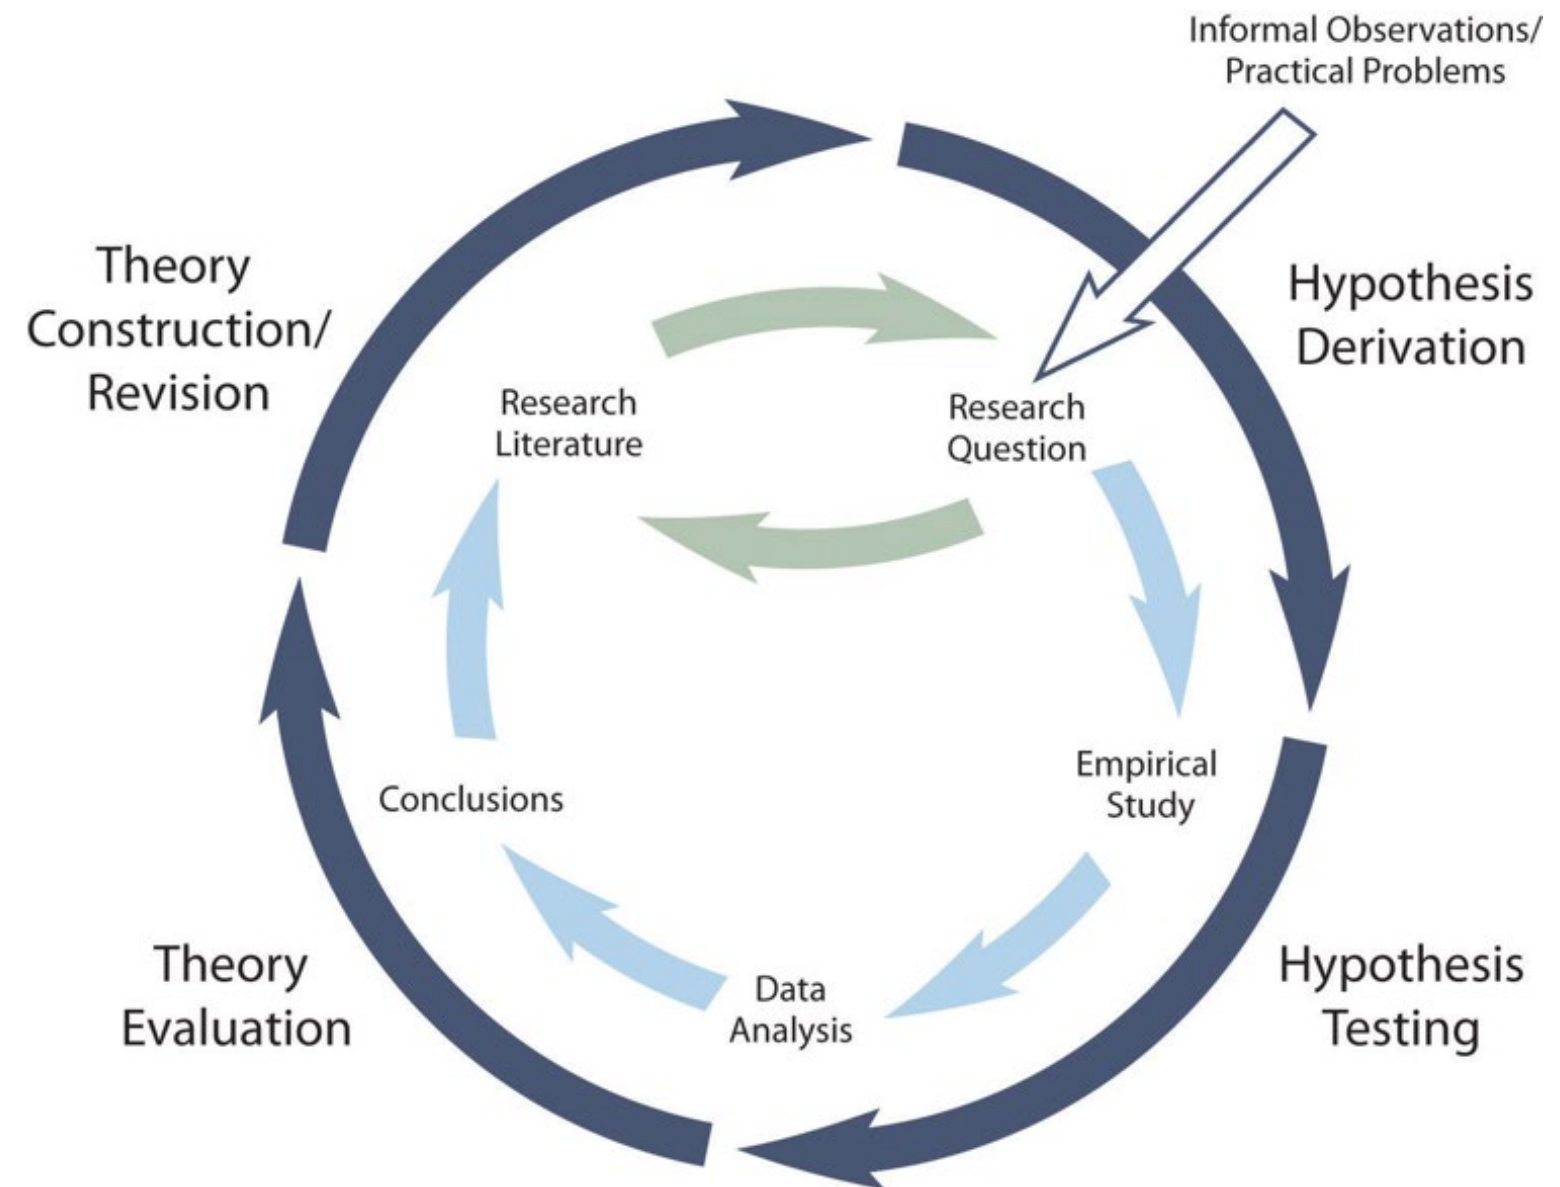 Informal Observations/
Practical Problems
Theory
Construction/
Revision
Hypothesis
Derivation
Research
Literature
Research
Question
Empirical
Study
Conclusions
Data
Analysis
Theory
Evaluation
Hypothesis
Testing